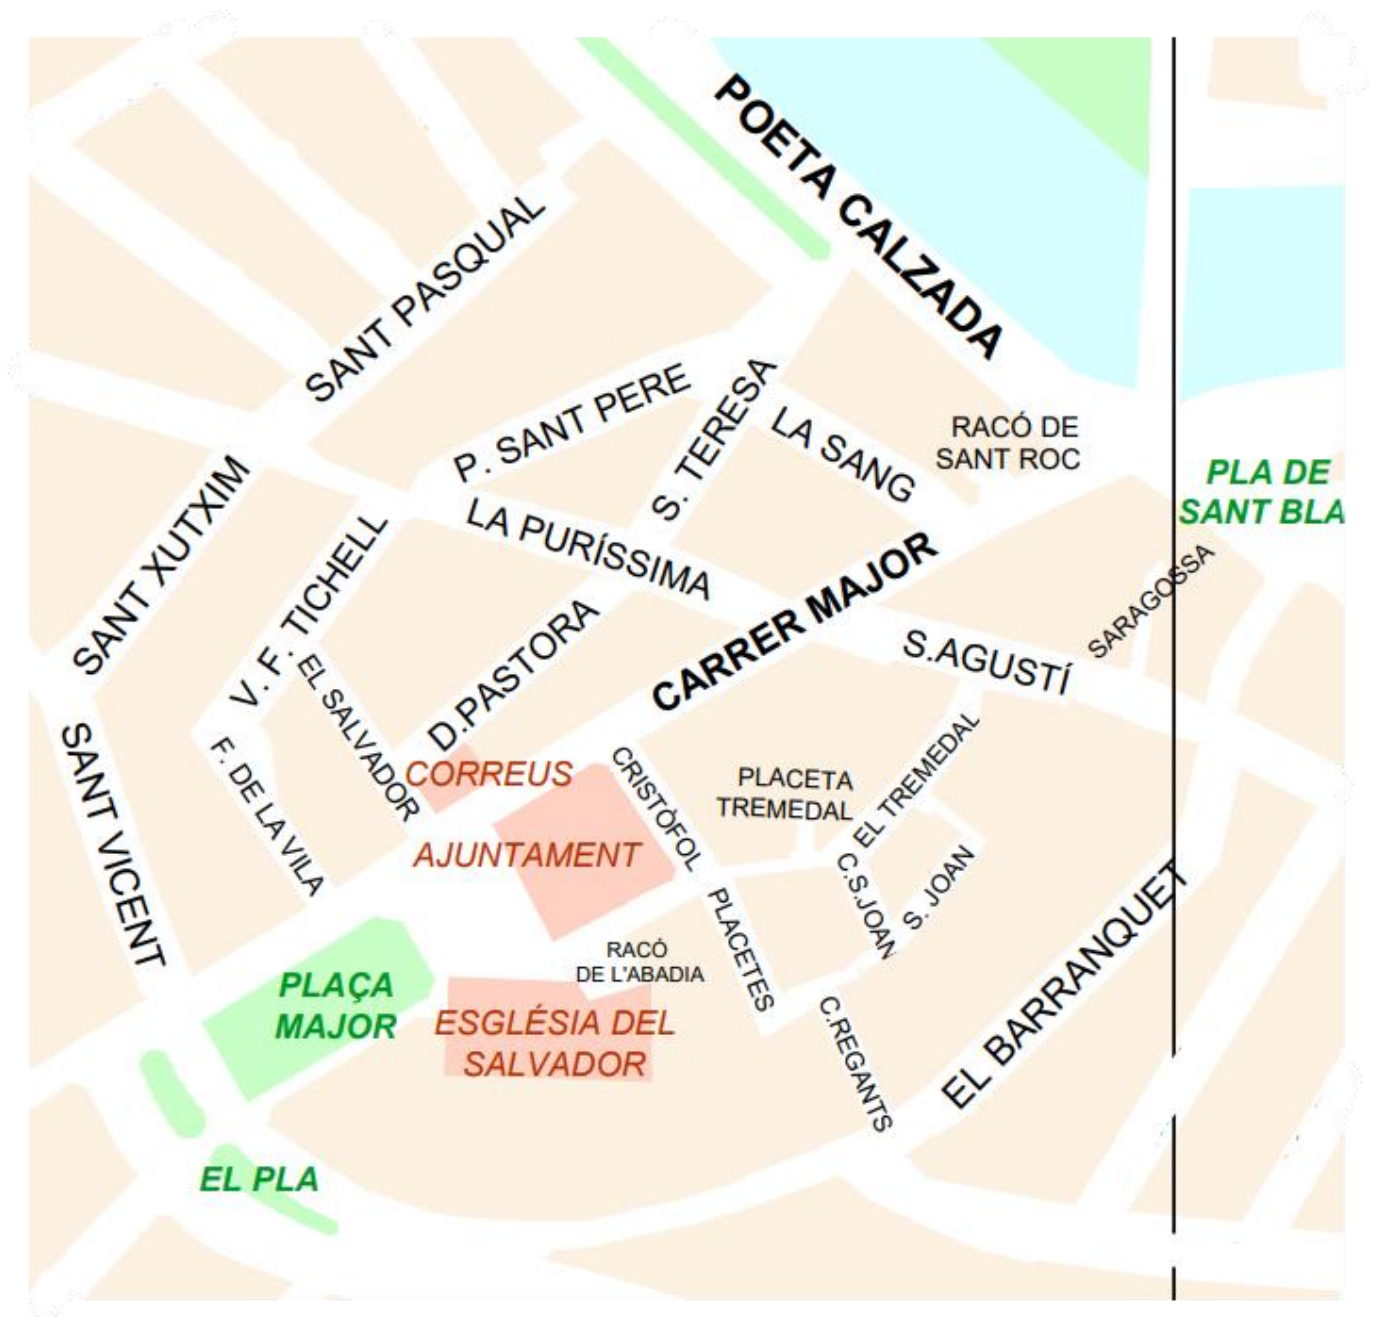 POETA CALZADA
SANT PASQUAL
P. SANT PERE
S. TERESA
LA SANG
RACÓ DE
SANT ROC
PLA DE
SANT BLA
SANT XUTXIM
V. F. TICHELL
LA PURÍSSIMA
CARRER MAJOR
SARAGOSSA
S.AGUSTÍ
D.PASTORA
EL SALVADOR
F. DE LA VILA
SANT VICENT
CORREUS
AJUNTAMENT
CRISTÒFOL
PLACETA
TREMEDAL
EL TREMEDAL
C.S.JOAN
S. JOAN
PLACETES
RACÓ
DE L'ABADIA
EL BARRANQUET
PLAÇA
MAJOR
ESGLÉSIA DEL
SALVADOR
C.REGANTS
EL PLA